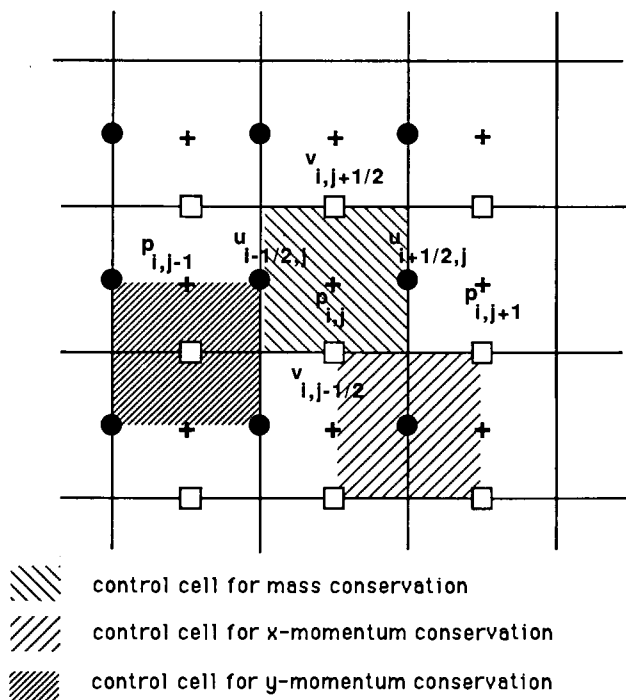 v
i,j+1/2
p
i,j-1
u
i-1/2,j
u
i+1/2,j
p
i,j
p
i,j+1
v
i,j-1/2
control cell for mass conservation
control cell for x-momentum conservation
control cell for y-momentum conservation